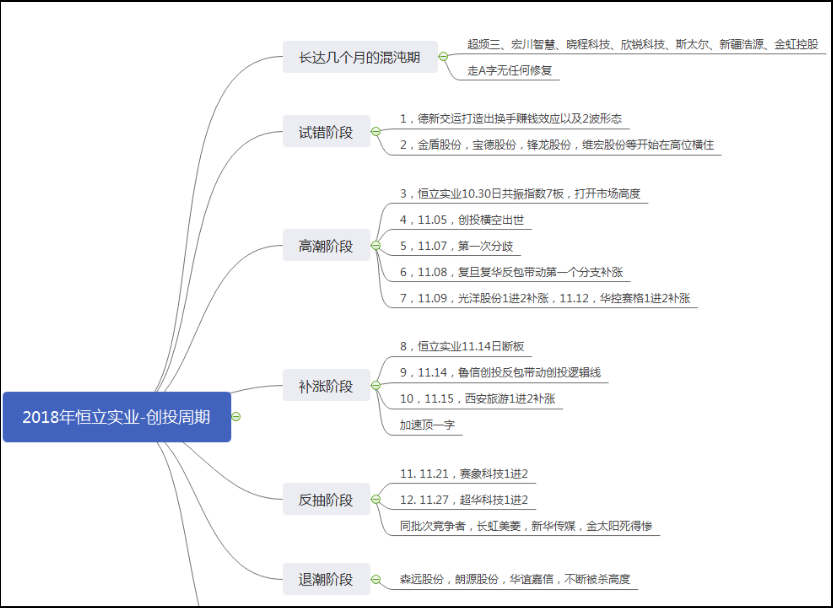 长达几个月的混沌期
超频三、宏川智慧、晓程科技、欣锐科技、斯太尔、新疆浩源、金虹控股
走A字无任何修复
试错阶段
1，德新交运打造出换手赚钱效应以及2波形态
2，金盾股份，宝德股份，锋龙股份，维宏股份等开始在高位横住
高潮阶段
3，恒立实业10.30日共振指数7板，打开市场高度
4，11.05，创投横空出世
5，11.07，第一次分歧
6，11.08，复旦复华反包带动第一个分支补涨
7，11.09，光洋股份1进2补涨，11.12，华控赛格1进2补涨
补涨阶段
8，恒立实业11.14日断板
9，11.14，鲁信创投反包带动创投逻辑线
10，11.15，西安旅游1进2补涨
加速顶一字
2018年恒立实业-创投周期
反抽阶段
11. 11.21，赛象科技1进2
12. 11.27，超华科技1进2
同批次竞争者，长虹美菱，新华传媒，金太阳死得惨
退潮阶段
森远股份，朗源股份，华谊嘉信，不断被杀高度